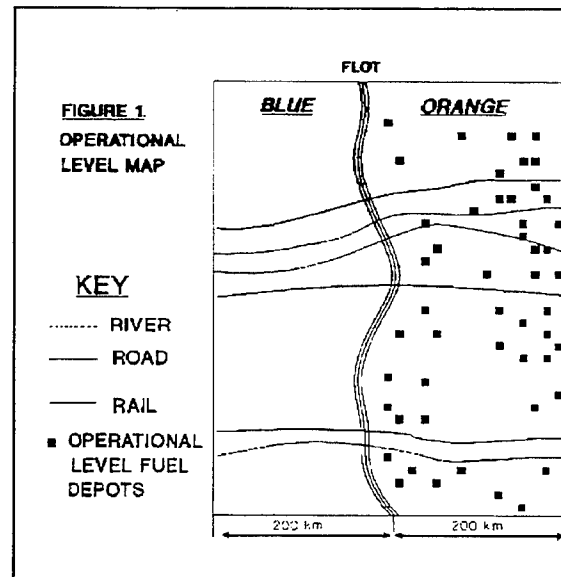 FLOT
FIGURE 1
OPERATIONAL
LEVEL MAP
BLUE
ORANGE
KEY
RIVER
ROAD
RAIL
OPERATIONAL
LEVEL FUEL
DEPOTS
200 km
200 km